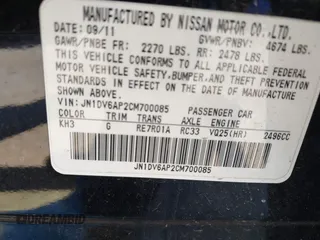 MANUFACTURED BY NISSAN MOTOR CO.,LTD.
DATE: 09/11 GVWR/PNBV: 4674 LBS.
GAWR/PNBE FR: 2270 LBS. RR: 2478 LBS.
THIS VEHICLE CONFORMS TO ALL APPLICABLE FEDERAL
MOTOR VEHICLE SAFETY,BUMPER,AND THEFT PREVENTION
STANDARDS IN EFFECT ON THE DATE OF MANUFACTURE
SHOWN ABOVE.
VIN: JN1DV6AP2CM700085 PASSENGER CAR
COLOR TRIM TRANS AXLE ENGINE
KH3 G RE7R01A RC33 VQ25(HR) 2496CC
JN1DV6AP2CM700085
DREAMBID